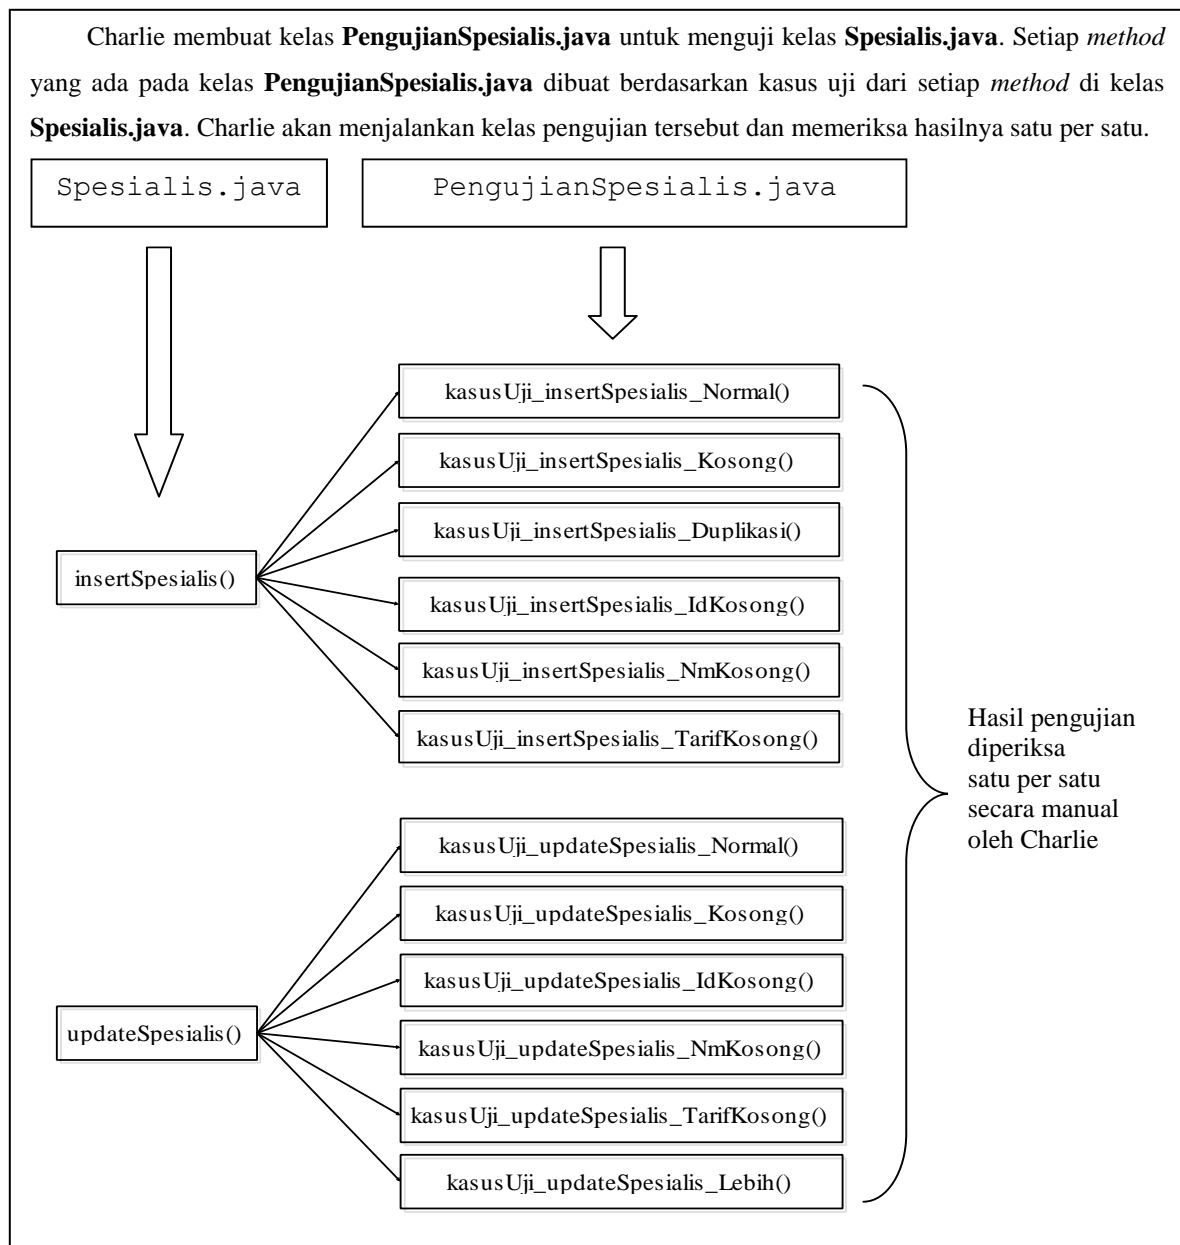 Charlie membuat kelas PengujianSpesialis.java untuk menguji kelas Spesialis.java. Setiap method
yang ada pada kelas PengujianSpesialis.java dibuat berdasarkan kasus uji dari setiap method di kelas
Spesialis.java. Charlie akan menjalankan kelas pengujian tersebut dan memeriksa hasilnya satu per satu.
Spesialis.java
PengujianSpesialis.java
kasusUji_insertSpesialis_Normal()
kasusUji_insertSpesialis_Kosong()
kasusUji_insertSpesialis_Duplikasi()
insertSpesialis()
kasusUji_insertSpesialis_IdKosong()
kasusUji_insertSpesialis_NmKosong()
kasusUji_insertSpesialis_TarifKosong()
Hasil pengujian
diperiksa
satu per satu
secara manual
oleh Charlie
kasusUji_updateSpesialis_Normal()
kasusUji_updateSpesialis_Kosong()
kasusUji_updateSpesialis_IdKosong()
updateSpesialis()
kasusUji_updateSpesialis_NmKosong()
kasusUji_updateSpesialis_TarifKosong()
kasusUji_updateSpesialis_Lebih()